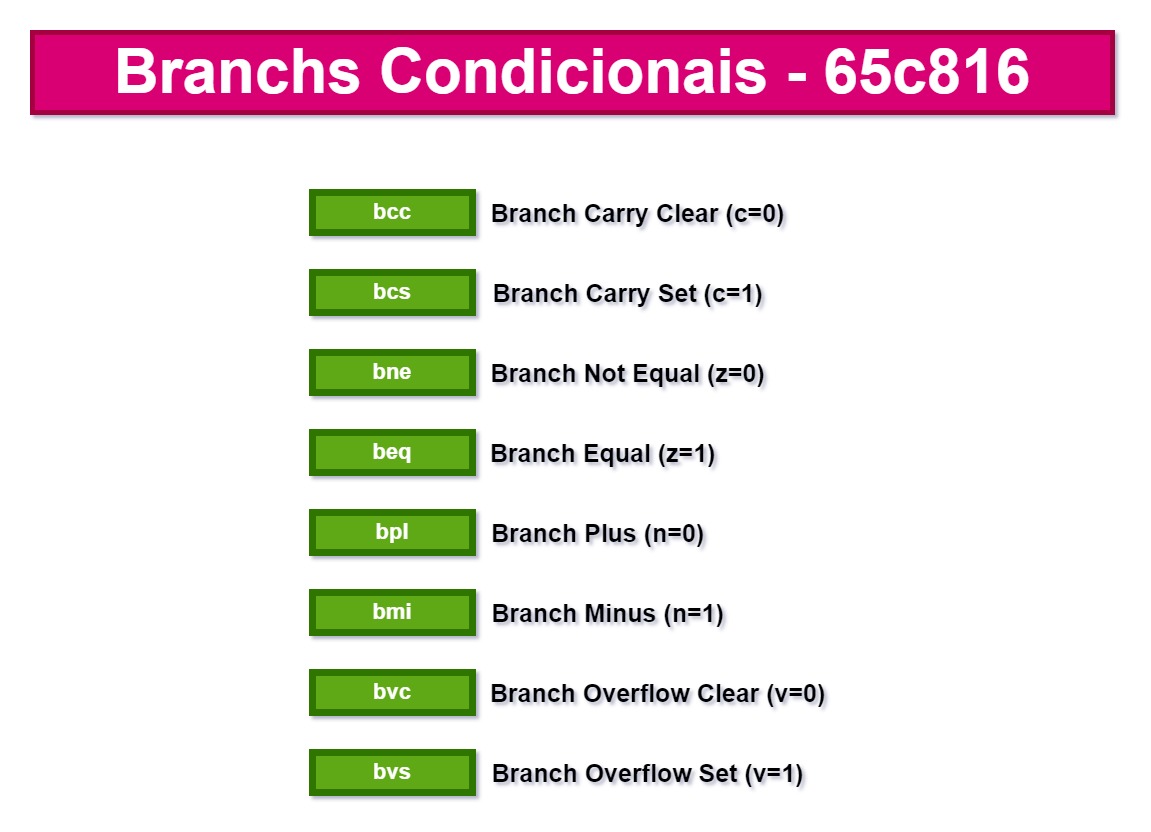 Branchs Condicionais - 65c816
bcc Branch Carry Clear (c=0)
bcs Branch Carry Set (c=1)
bne Branch Not Equal (z=0)
beq Branch Equal (z=1)
bpl Branch Plus (n=0)
bmi Branch Minus (n=1)
bvc Branch Overflow Clear (v=0)
bvs Branch Overflow Set (v=1)